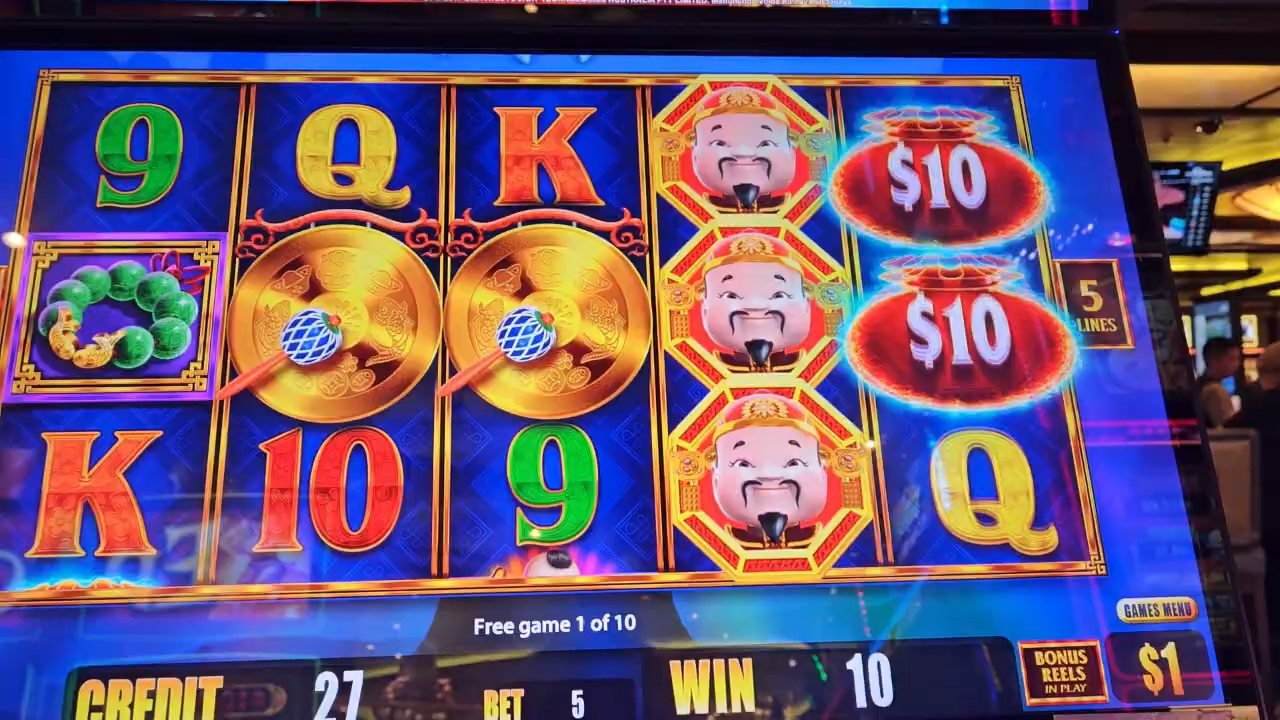 9 Q K $10
$10
5
LINES
K 10 9 Q
Free game 1 of 10
GAMES MENU
CREDIT 27 BET 5 WIN 10
BONUS
REELS
IN PLAY
$1